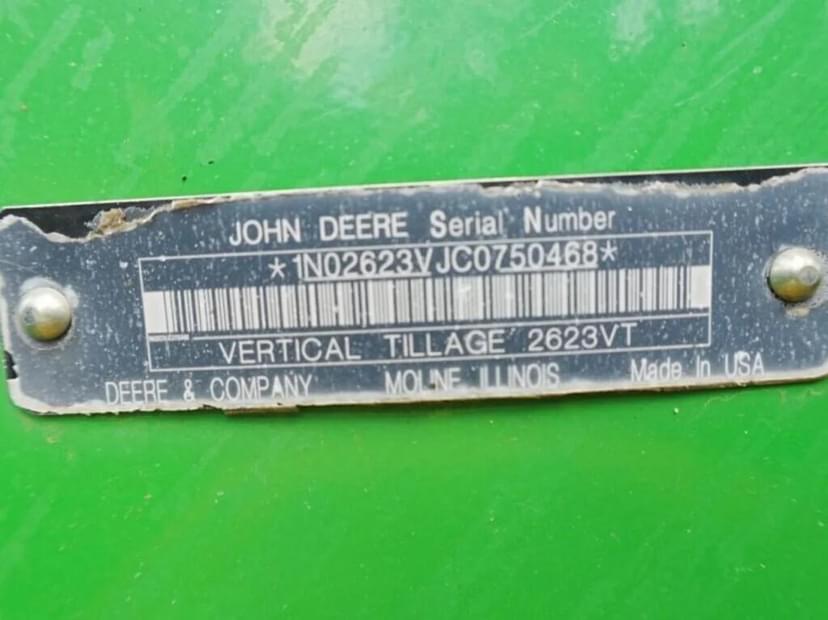 JOHN DEERE Serial Number
*1N02623VJC0750468*
VERTICAL TILLAGE 2623VT
DEERE & COMPANY MOLINE ILLINOIS Made In USA